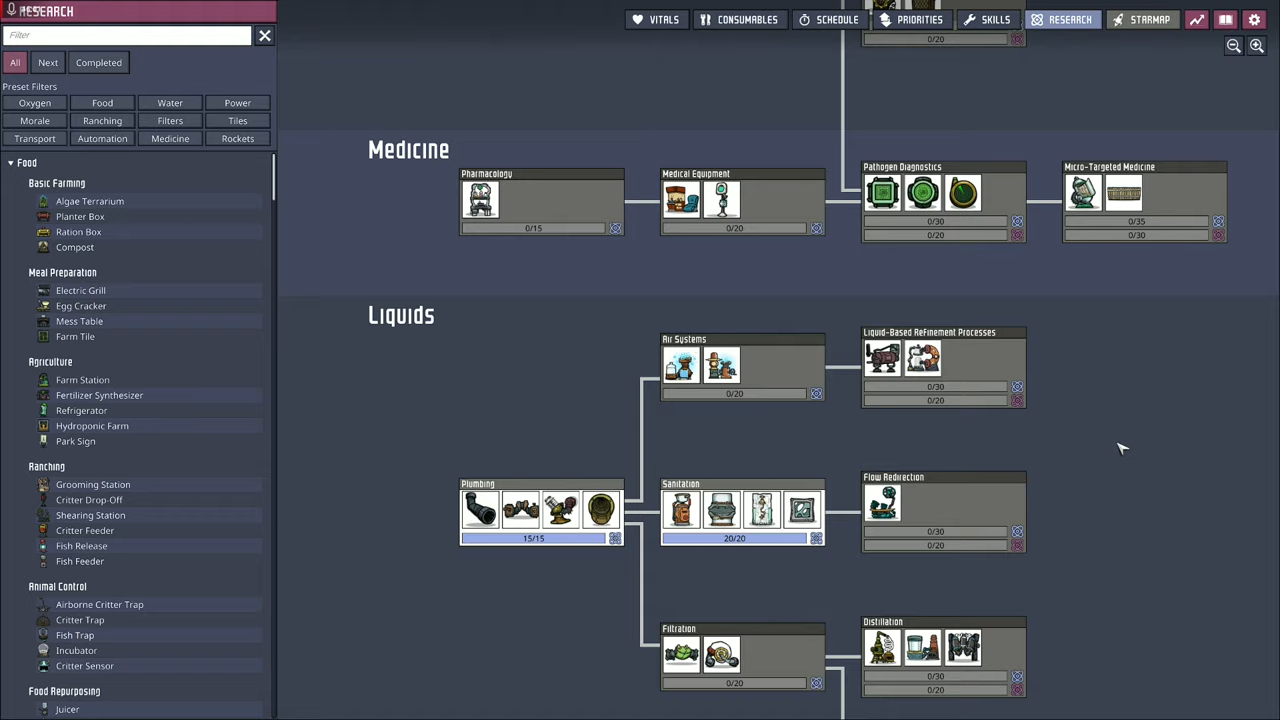 RESEARCH
VITALS
CONSUMABLES
SCHEDULE
PRIORITIES
SKILLS
RESEARCH
STARMAP
Filter
All
Next
Completed
Preset Filters
Oxygen
Food
Water
Power
Morale
Ranching
Filters
Tiles
Transport
Automation
Medicine
Rockets
Food
Basic Farming
Algae Terrarium
Planter Box
Ration Box
Compost
Meal Preparation
Electric Grill
Egg Cracker
Mess Table
Farm Tile
Agriculture
Farm Station
Fertilizer Synthesizer
Refrigerator
Hydroponic Farm
Park Sign
Ranching
Grooming Station
Critter Drop-Off
Shearing Station
Critter Feeder
Fish Release
Fish Feeder
Animal Control
Airborne Critter Trap
Critter Trap
Fish Trap
Incubator
Critter Sensor
Food Repurposing
Juicer
0/20
Medicine
Pharmacology
0/15
Medical Equipment
0/20
Pathogen Diagnostics
0/30
0/20
Micro-Targeted Medicine
0/35
0/30
Liquids
Air Systems
0/20
Liquid-Based Refinement Processes
0/30
0/20
Plumbing
15/15
Sanitation
20/20
Flow Redirection
0/30
0/20
Filtration
0/20
Distillation
0/30
0/20